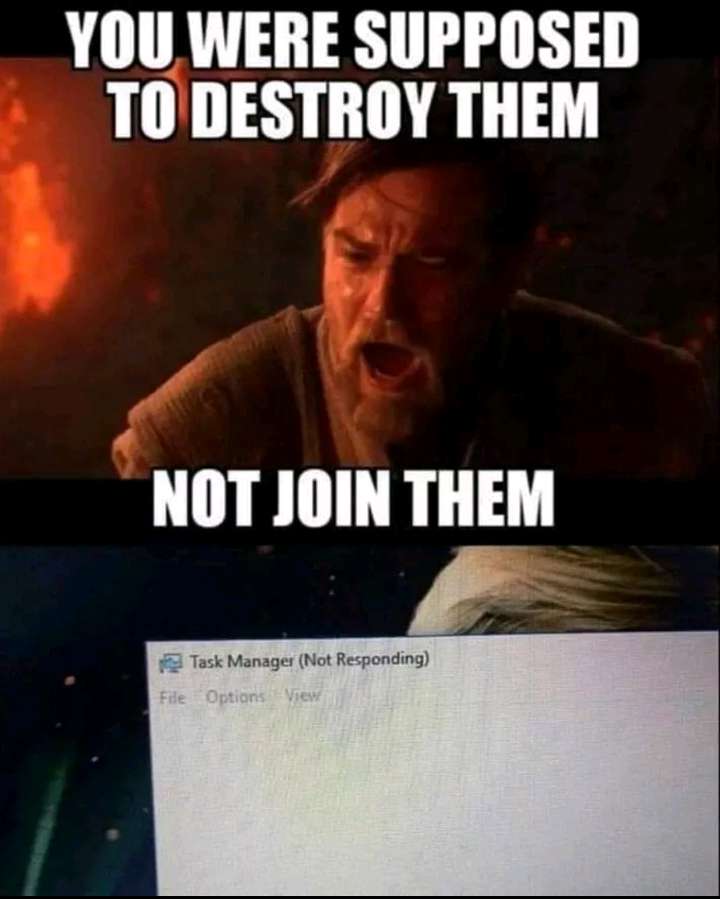 YOU WERE SUPPOSED
TO DESTROY THEM
NOT JOIN THEM
Task Manager (Not Responding)
File Options View